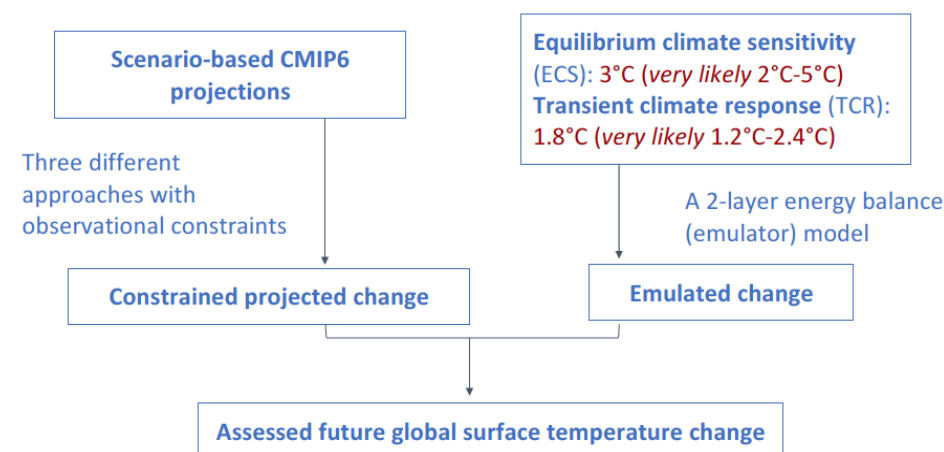 Scenario-based CMIP6
projections
Equilibrium climate sensitivity
(ECS): 3°C (very likely 2°C-5°C)
Transient climate response (TCR):
1.8°C (very likely 1.2°C-2.4°C)
Three different
approaches with
observational constraints
A 2-layer energy balance
(emulator) model
Constrained projected change
Emulated change
Assessed future global surface temperature change